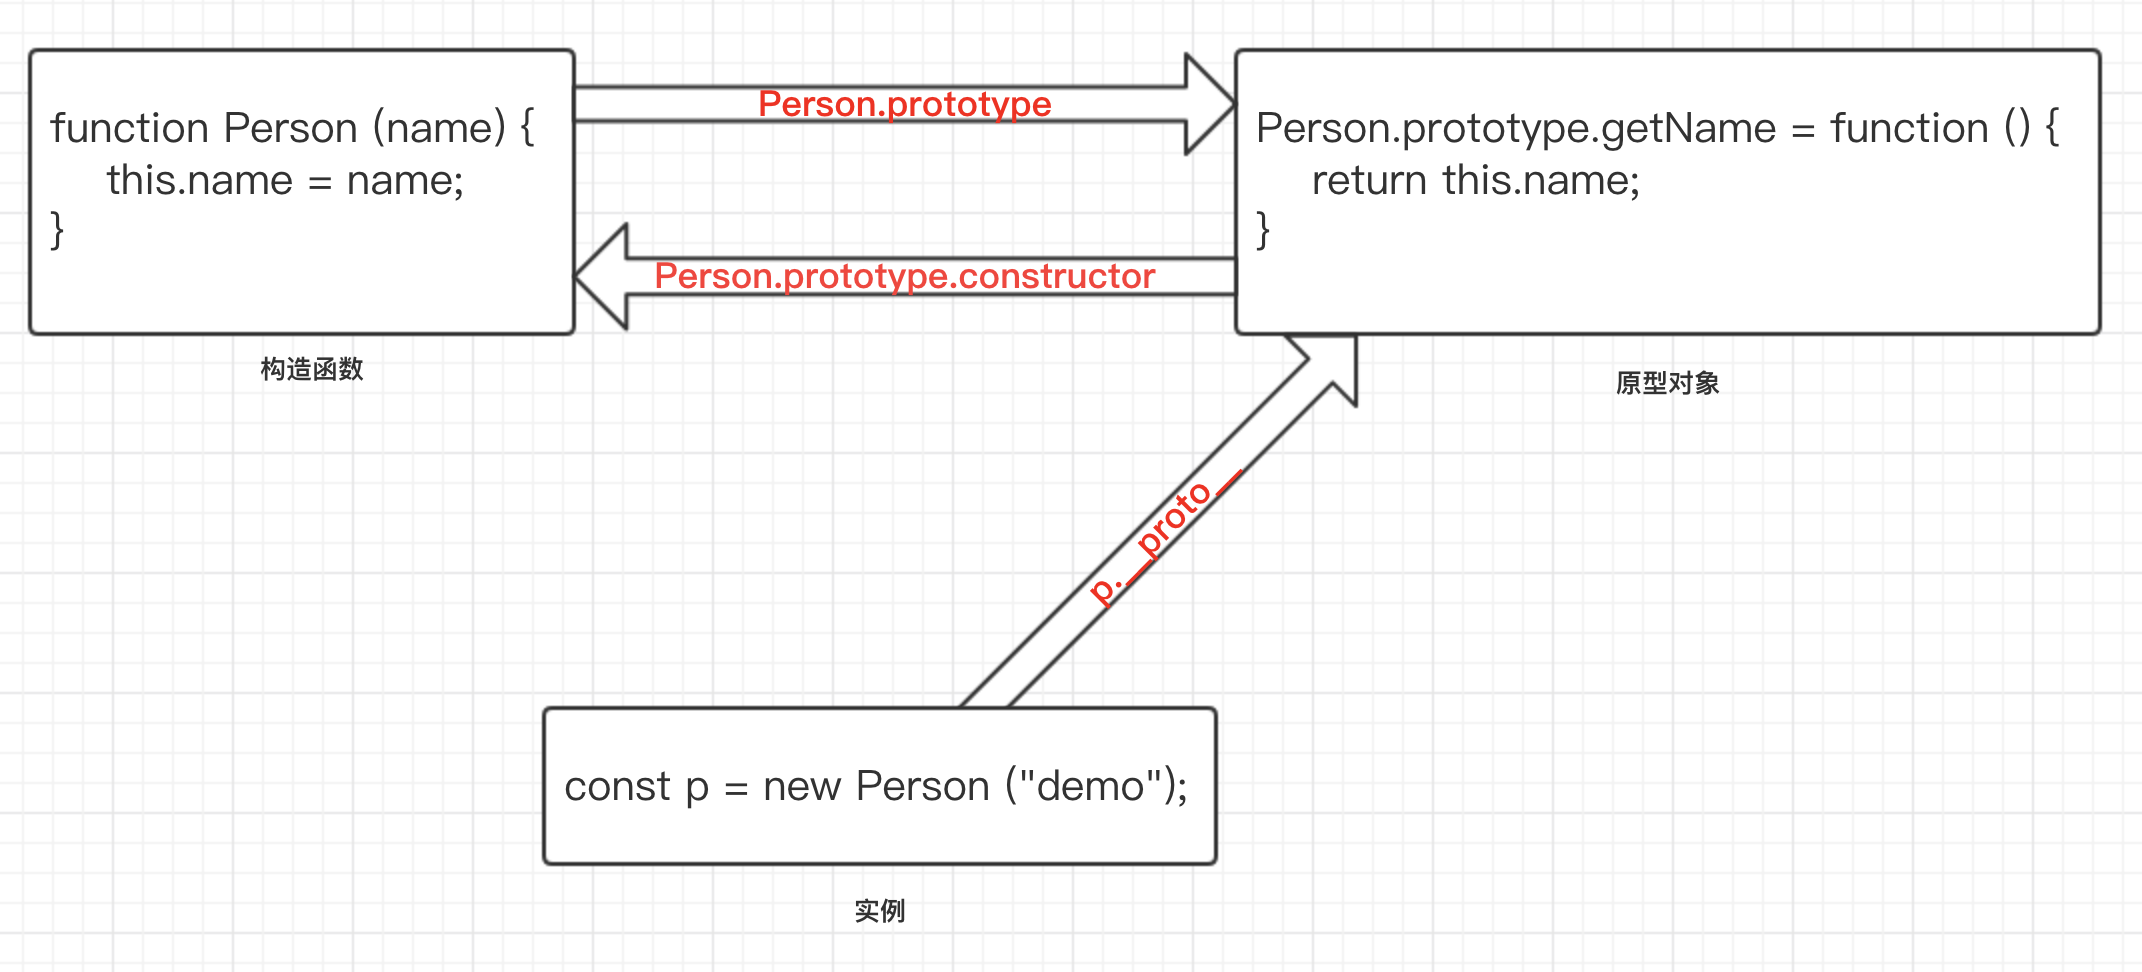 function Person (name) {
this.name = name;
}
构造函数
Person.prototype
Person.prototype.constructor
Person.prototype.getName = function () {
return this.name;
}
原型对象
p.__proto__
const p = new Person ("demo");
实例